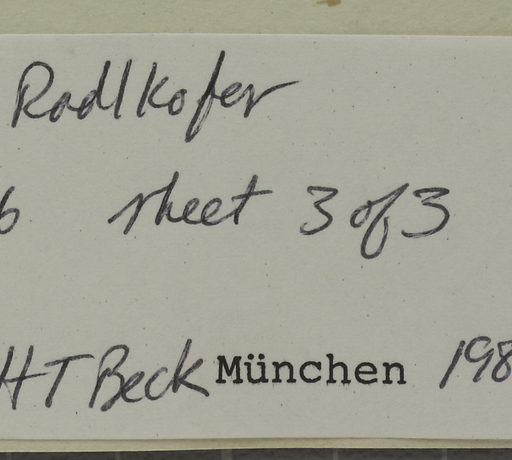 Radlkofer
6 sheet 3 of 3
HT Beck München 198